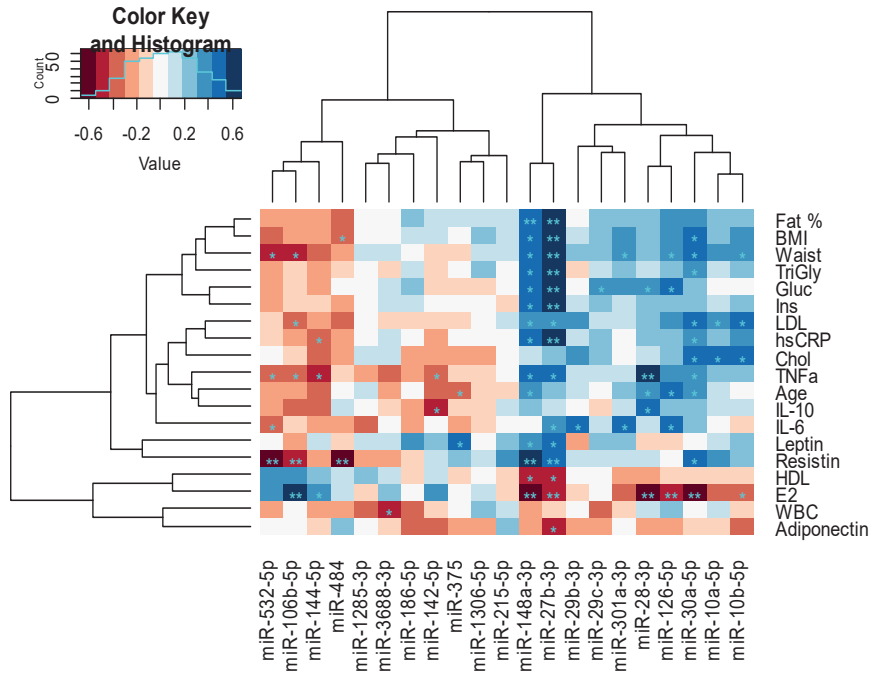 Color Key
and Histogram
Count
0
50
-0.6
-0.2
0.2
0.6
Value
** ** Fat %
* * ** * BMI
* * * ** * * * * Waist
* ** * TriGly
* ** * * * Gluc
* ** Ins
* * * * * * LDL
* * ** * hsCRP
* * * Chol
* * * * * * ** * TNFa
* * * * * Age
* * IL-10
* * * * * IL-6
* * * Leptin
** ** ** ** ** * Resistin
* * HDL
** * ** ** ** ** ** * E2
* WBC
* Adiponectin
miR-532-5p
miR-106b-5p
miR-144-5p
miR-484
miR-1285-3p
miR-3688-3p
miR-186-5p
miR-142-5p
miR-375
miR-1306-5p
miR-215-5p
miR-148a-3p
miR-27b-3p
miR-29b-3p
miR-29c-3p
miR-301a-3p
miR-28-3p
miR-126-5p
miR-30a-5p
miR-10a-5p
miR-10b-5p